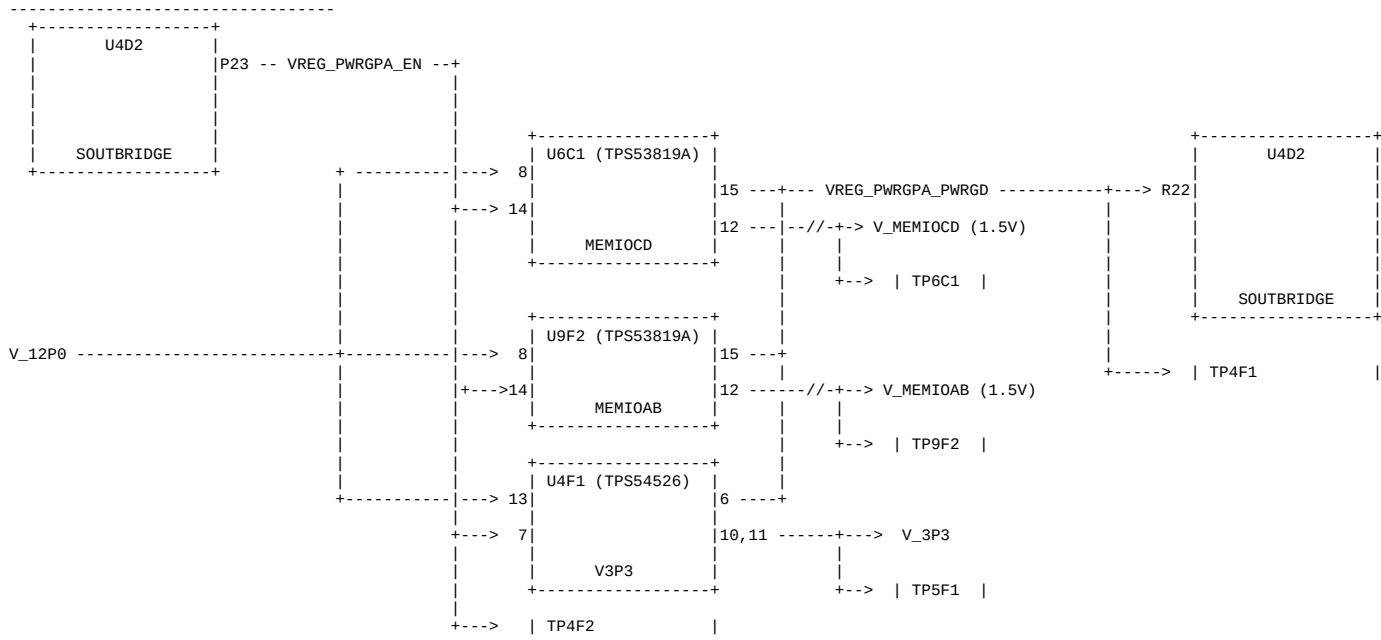 U4D2
P23 -- VREG_PWRGPA_EN --+
SOUTBRIDGE
U6C1 (TPS53819A)
U4D2
8
15 ---+--- VREG_PWRGPA_PWRGD -----------+---> R22
14
12 ---|--//-+-> V_MEMIOCD (1.5V)
MEMIOCD
TP6C1
SOUTBRIDGE
U9F2 (TPS53819A)
V_12P0
8
15 ---+
TP4F1
14
12 ------//-+--> V_MEMIOAB (1.5V)
MEMIOAB
TP9F2
U4F1 (TPS54526)
13
6 ----+
7
10,11 ------+---> V_3P3
V3P3
TP5F1
TP4F2